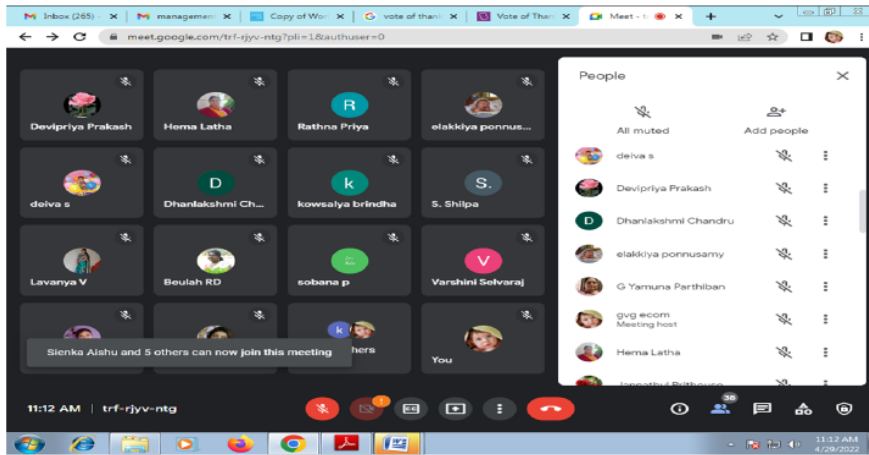 Inbox (265) -
management
Copy of Wor
vote of than
Vote of Than
Meet - t
meet.google.com/trf-rjyv-ntg?pli=1&authuser=0
Devipriya Prakash
Hema Latha
R
Rathna Priya
elakkiya ponnus...
deiva s
D
Dhanlakshmi Ch...
k
kowsalya brindha
S.
S. Shilpa
Lavanya V
Beulah RD
sobana p
V
Varshini Selvaraj
k
hers
You
Sienka Aishu and 5 others can now join this meeting
People
All muted
Add people
deiva s
Devipriya Prakash
D
Dhanlakshmi Chandru
elakkiya ponnusamy
G Yamuna Parthiban
gvg ecom
Meeting host
Hema Latha
11:12 AM | trf-rjyv-ntg
38
11:12 AM
4/29/2022